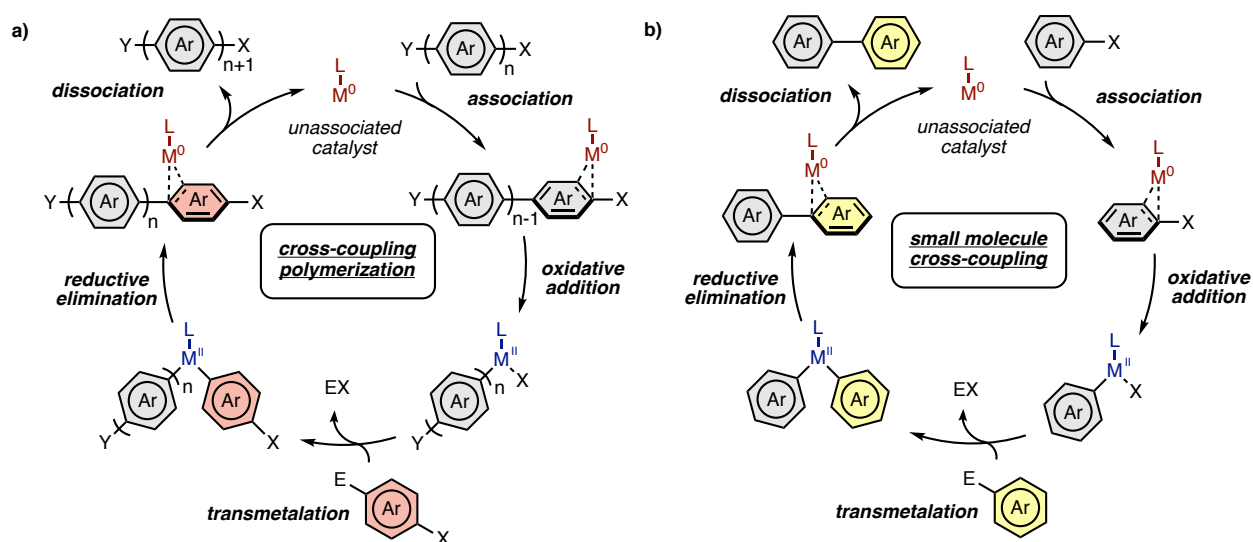 a)
Y
Ar
X
n+1
dissociation
L
M⁰
unassociated
catalyst
Y
Ar
X
n
association
L
M⁰
Y
n
Ar
X
L
M⁰
Y
n-1
Ar
X
cross-coupling
polymerization
reductive
elimination
oxidative
addition
L
Mᴵᴵ
n
Ar
Ar
Y
X
L
Mᴵᴵ
X
n
Ar
Y
EX
E
Ar
X
transmetalation
b)
Ar
Ar
dissociation
L
M⁰
unassociated
catalyst
Ar
X
association
L
M⁰
Ar
Ar
L
M⁰
Ar
X
small molecule
cross-coupling
reductive
elimination
oxidative
addition
L
Mᴵᴵ
Ar
Ar
L
Mᴵᴵ
X
Ar
EX
E
Ar
transmetalation